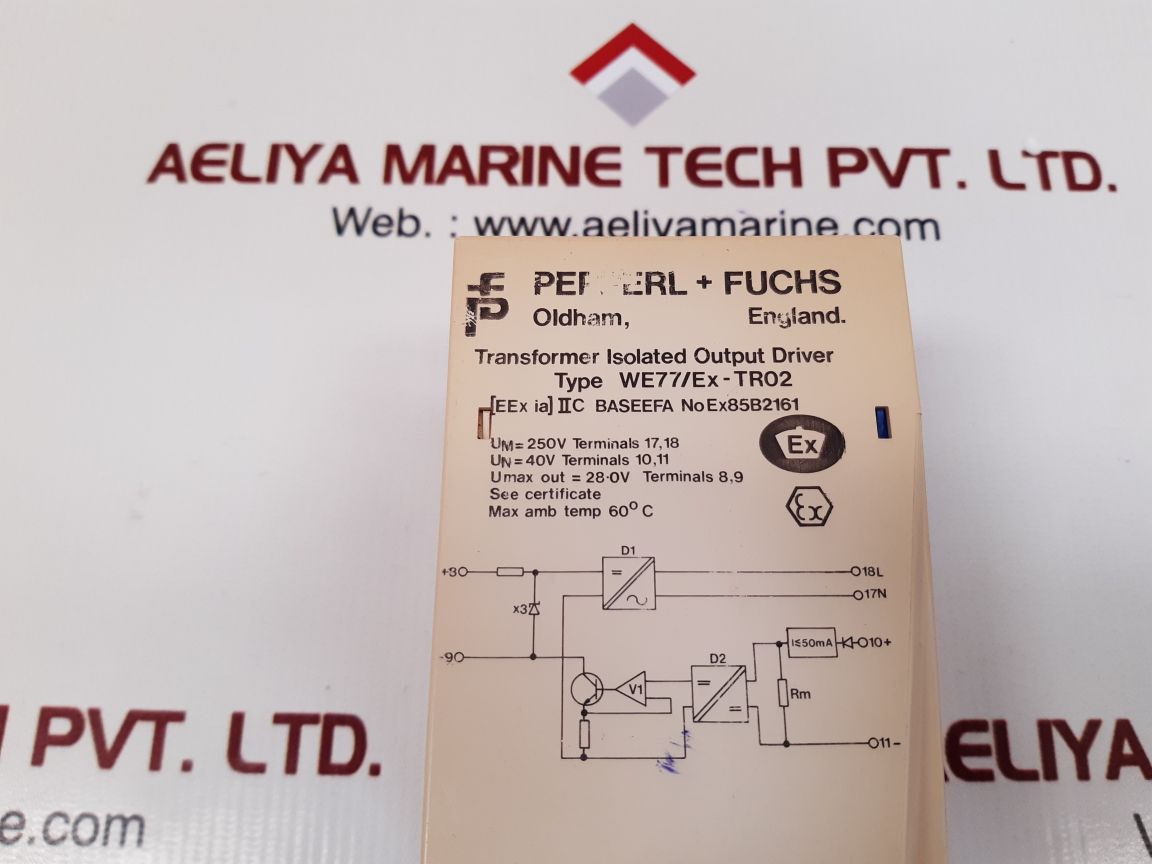 AELIYA MARINE TECH PVT. LTD.
Web. : www.aeliyamarine.com
+ FUCHS
Oldham, England.
Transformer Isolated Output Driver
Type WE77/Ex-TR02
[EEx ia] IIC BASEEFA No Ex85B2161
UM= 250V Terminals 17,18
UN= 40V Terminals 10,11
Umax out = 28·0V Terminals 8,9
See certificate
Max amb temp 60°C
Ex
Ex
D1
18L
17N
x3
I≤50mA
10+
-9
D2
V1
Rm
11-
PVT. LTD.
e.com
ELIYA